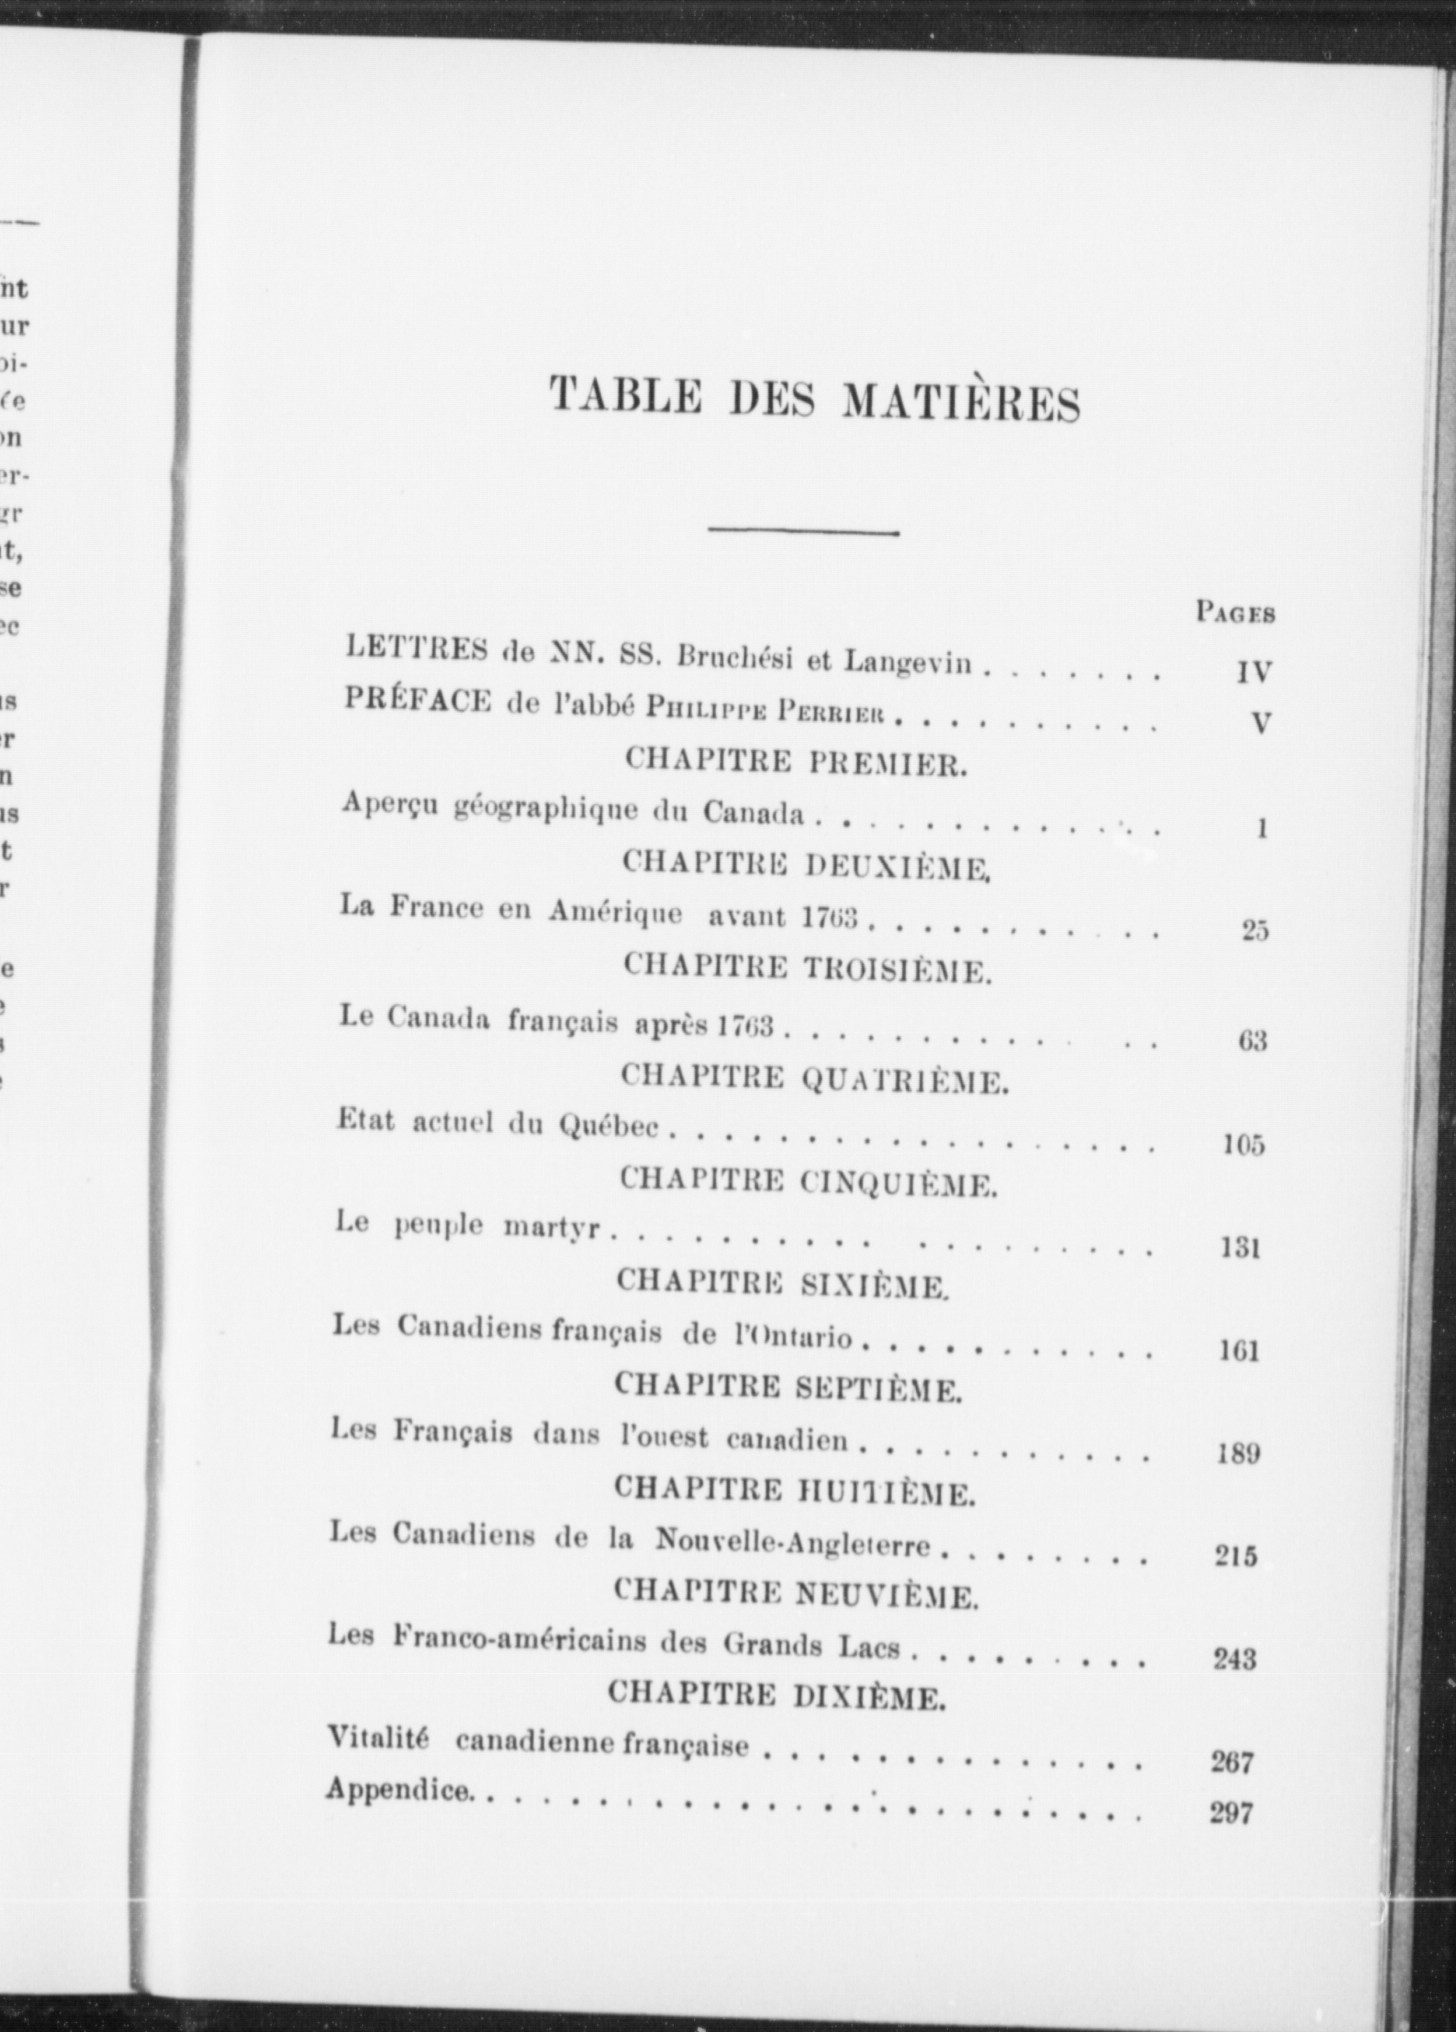 TABLE DES MATIÈRES
PAGES
LETTRES de NN. SS. Bruchési et Langevin . . . . . . . IV
PRÉFACE de l'abbé PHILIPPE PERRIER . . . . . . . . . . V
CHAPITRE PREMIER.
Aperçu géographique du Canada . . . . . . . . . . . . . 1
CHAPITRE DEUXIÈME.
La France en Amérique avant 1763 . . . . . . . . . . . 25
CHAPITRE TROISIÈME.
Le Canada français après 1763 . . . . . . . . . . . . . 63
CHAPITRE QUATRIÈME.
Etat actuel du Québec . . . . . . . . . . . . . . . . . . 105
CHAPITRE CINQUIÈME.
Le peuple martyr . . . . . . . . . . . . . . . . . . . 131
CHAPITRE SIXIÈME.
Les Canadiens français de l'Ontario . . . . . . . . . . . 161
CHAPITRE SEPTIÈME.
Les Français dans l'ouest canadien . . . . . . . . . . . 189
CHAPITRE HUITIÈME.
Les Canadiens de la Nouvelle-Angleterre . . . . . . . . 215
CHAPITRE NEUVIÈME.
Les Franco-américains des Grands Lacs . . . . . . . . . 243
CHAPITRE DIXIÈME.
Vitalité canadienne française . . . . . . . . . . . . . . 267
Appendice. . . . . . . . . . . . . . . . . . . . . . . . . 297